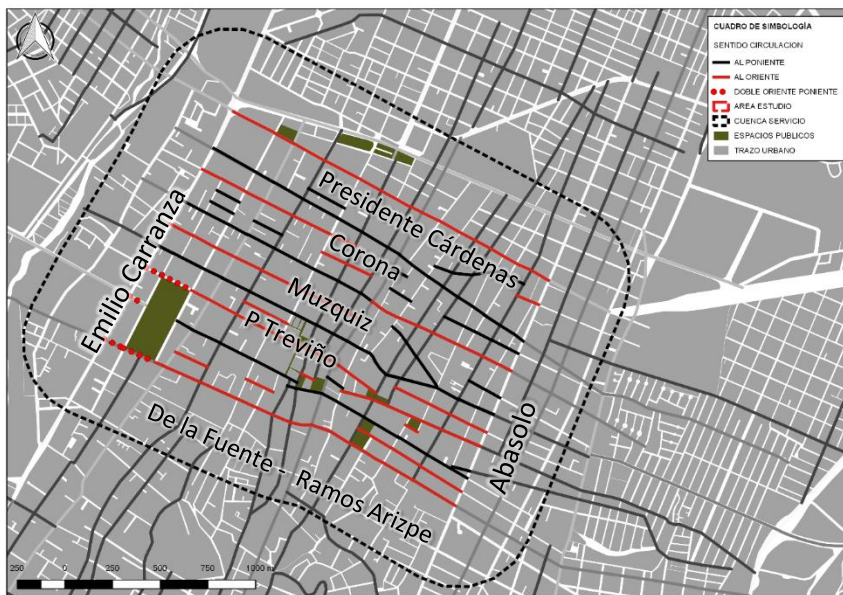 CUADRO DE SIMBOLOGÍA
SENTIDO CIRCULACION
AL PONIENTE
AL ORIENTE
DOBLE ORIENTE PONIENTE
AREA ESTUDIO
CUENCA SERVICIO
ESPACIOS PUBLICOS
TRAZO URBANO
Presidente Cárdenas
Emilio Carranza
Corona
Muzquiz
P. Treviño
Abasolo
De la Fuente - Ramos Arizpe
250 0 250 500 750 1000 m